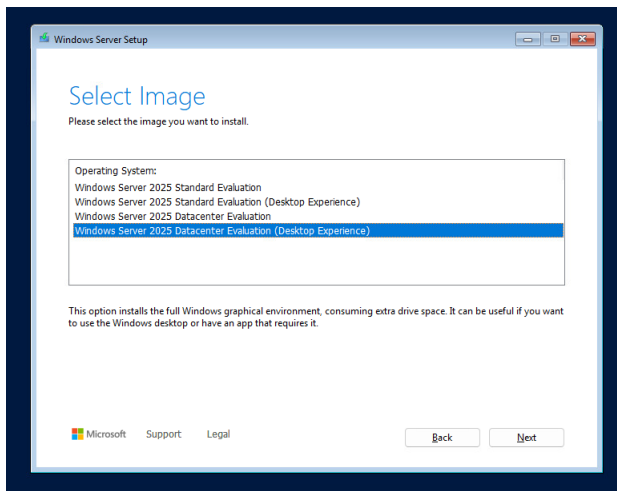 Windows Server Setup
Select Image
Please select the image you want to install.
Operating System:
Windows Server 2025 Standard Evaluation
Windows Server 2025 Standard Evaluation (Desktop Experience)
Windows Server 2025 Datacenter Evaluation
Windows Server 2025 Datacenter Evaluation (Desktop Experience)
This option installs the full Windows graphical environment, consuming extra drive space. It can be useful if you want
to use the Windows desktop or have an app that requires it.
Microsoft Support Legal Back Next